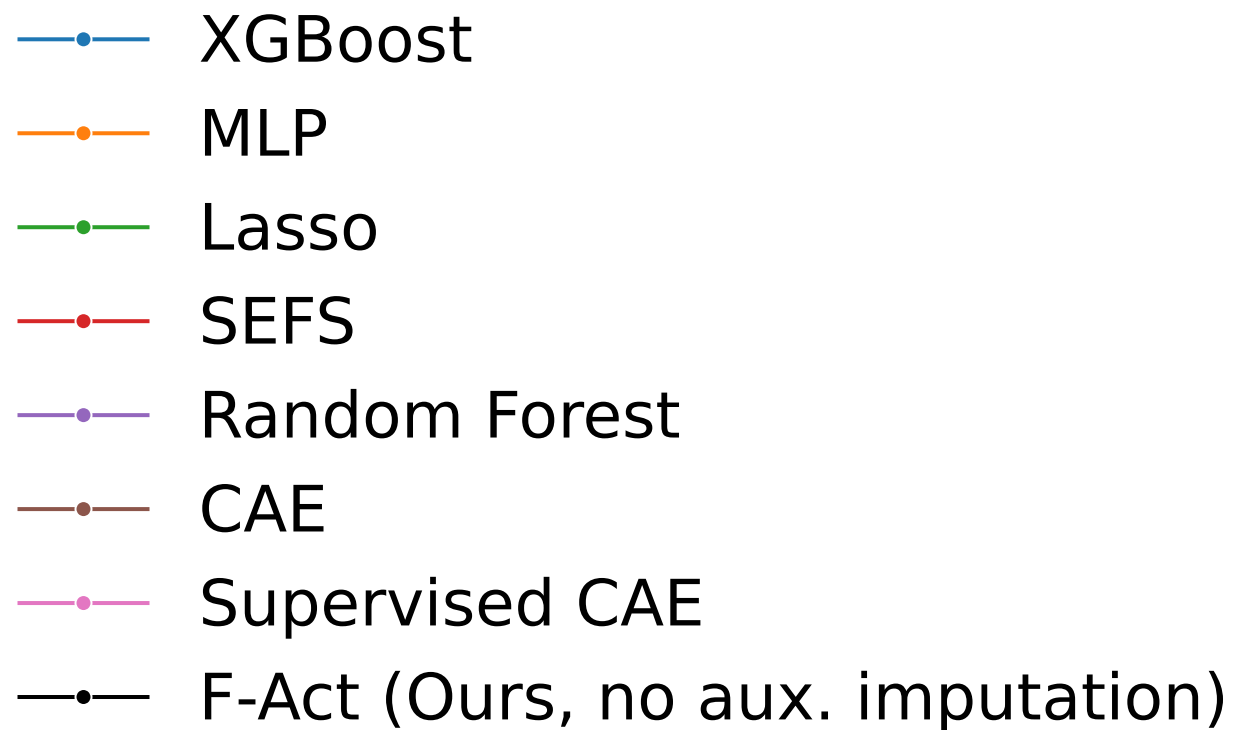 XGBoost
MLP
Lasso
SEFS
Random Forest
CAE
Supervised CAE
F-Act (Ours, no aux. imputation)